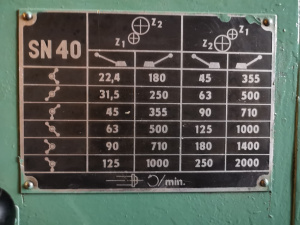 Z₂
Z₁
Z₁
Z₂
SN 40
22,4 180 45 355
31,5 250 63 500
45 355 90 710
63 500 125 1000
90 710 180 1400
125 1000 250 2000
/min.